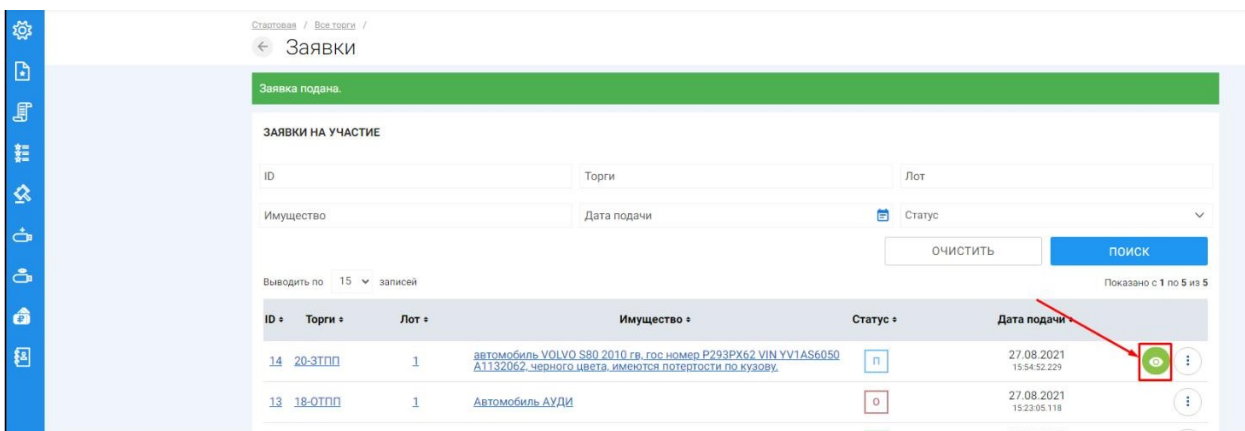 Стартовая / Все торги /
Заявки
Заявка подана.
ЗАЯВКИ НА УЧАСТИЕ
ID Торги Лот
Имущество Дата подачи Статус
ОЧИСТИТЬ ПОИСК
Выводить по 15 записей Показано с 1 по 5 из 5
ID Торги Лот Имущество Статус Дата подачи
14 20-ЗТПП 1 автомобиль VOLVO S80 2010 гв, гос номер Р293РХ62 VIN YV1AS6050 П 27.08.2021
А1132062, черного цвета, имеются потертости по кузову. 15:54:52.229
13 18-ОТПП 1 Автомобиль АУДИ О 27.08.2021
15:23:05.118